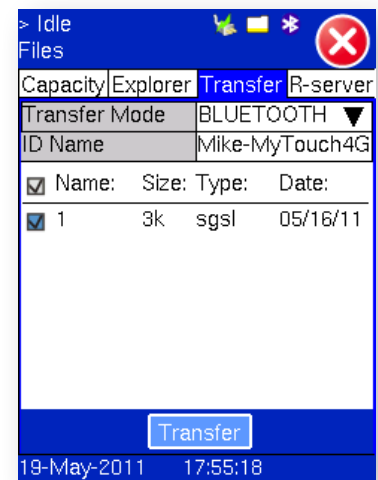 > Idle
Files
Capacity Explorer Transfer R-server
Transfer Mode BLUETOOTH
ID Name Mike-MyTouch4G
Name: Size: Type: Date:
1 3k sgsl 05/16/11
Transfer
19-May-2011 17:55:18